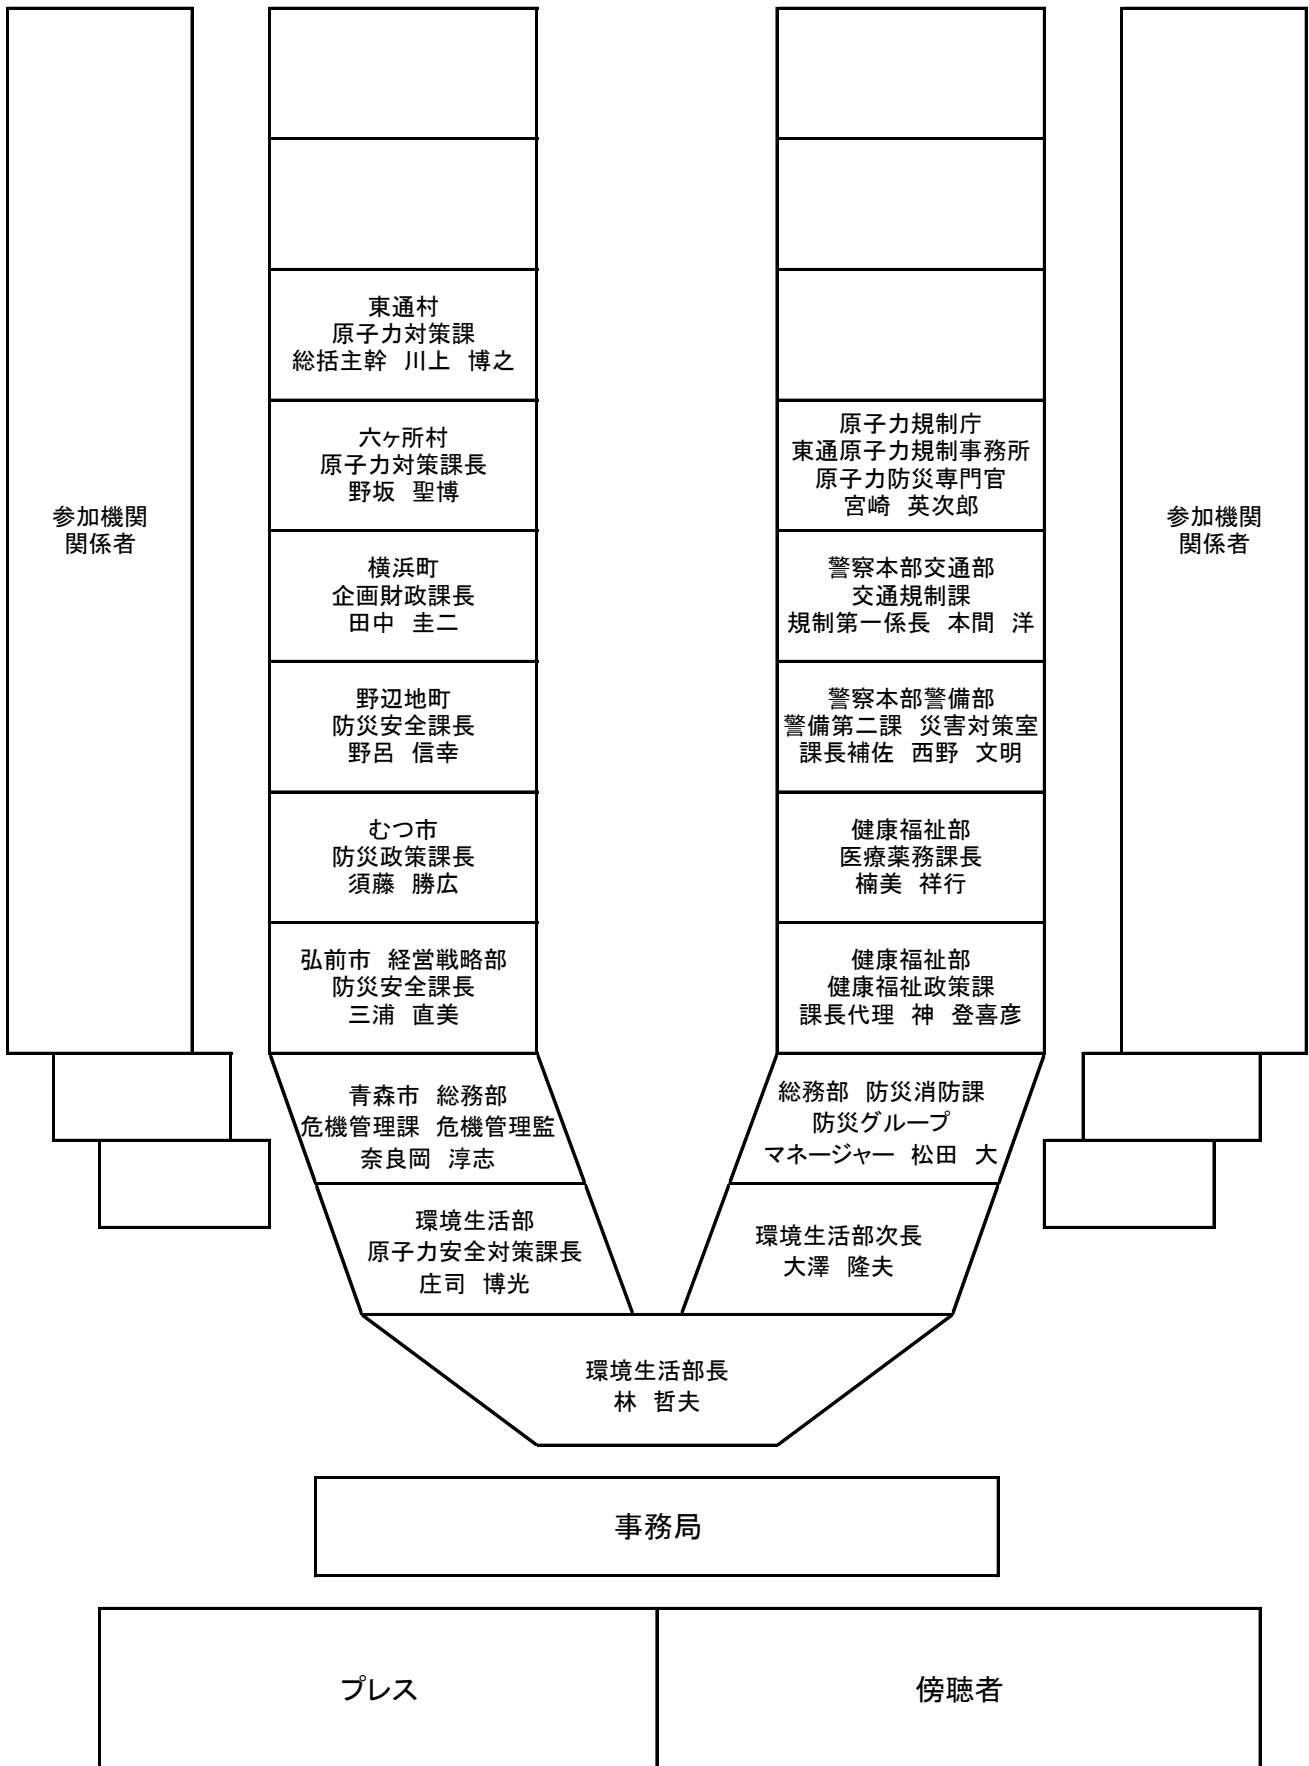 参加機関
関係者
東通村
原子力対策課
総括主幹 川上 博之
六ヶ所村
原子力対策課長
野坂 聖博
横浜町
企画財政課長
田中 圭二
野辺地町
防災安全課長
野呂 信幸
むつ市
防災政策課長
須藤 勝広
弘前市 経営戦略部
防災安全課長
三浦 直美
青森市 総務部
危機管理課 危機管理監
奈良岡 淳志
環境生活部
原子力安全対策課長
庄司 博光
原子力規制庁
東通原子力規制事務所
原子力防災専門官
宮崎 英次郎
警察本部交通部
交通規制課
規制第一係長 本間 洋
警察本部警備部
警備第二課 災害対策室
課長補佐 西野 文明
健康福祉部
医療薬務課長
楠美 祥行
健康福祉部
健康福祉政策課
課長代理 神 登喜彦
総務部 防災消防課
防災グループ
マネージャー 松田 大
環境生活部次長
大澤 隆夫
参加機関
関係者
環境生活部長
林 哲夫
事務局
プレス
傍聴者